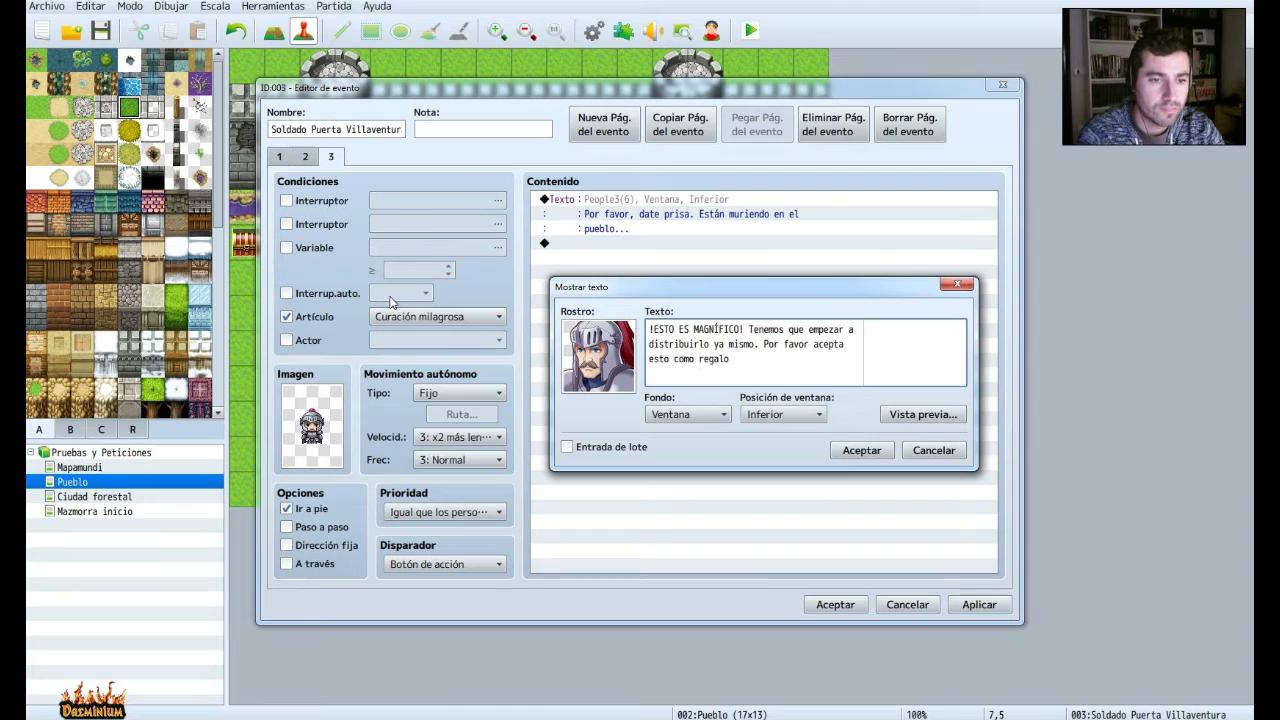 Archivo Editar Modo Dibujar Escala Herramientas Partida Ayuda
ID:003 - Editor de evento
Nombre: Nota:
Soldado Puerta Villaventur
Nueva Pág. del evento
Copiar Pág. del evento
Pegar Pág. del evento
Eliminar Pág. del evento
Borrar Pág. del evento
1 2 3
Condiciones
Interruptor
Interruptor
Variable
≥
Interrup.auto.
Artículo Curación milagrosa
Actor
Imagen
Movimiento autónomo
Tipo: Fijo
Ruta...
Velocid.: 3: x2 más len...
Frec: 3: Normal
Opciones
Ir a pie
Paso a paso
Dirección fija
A través
Prioridad
Igual que los perso...
Disparador
Botón de acción
Contenido
◆Texto : People3(6), Ventana, Inferior
: : Por favor, date prisa. Están muriendo en el
: : pueblo...
◆
Mostrar texto
Rostro: Texto:
!ESTO ES MAGNÍFICO! Tenemos que empezar a
distribuirlo ya mismo. Por favor acepta
esto como regalo
Fondo: Posición de ventana:
Ventana Inferior Vista previa...
Entrada de lote
Aceptar Cancelar
Aceptar Cancelar Aplicar
A B C R
Pruebas y Peticiones
Mapamundi
Pueblo
Ciudad forestal
Mazmorra inicio
DAEMINIUM
002:Pueblo (17x13) 100% 7,5 003:Soldado Puerta Villaventura